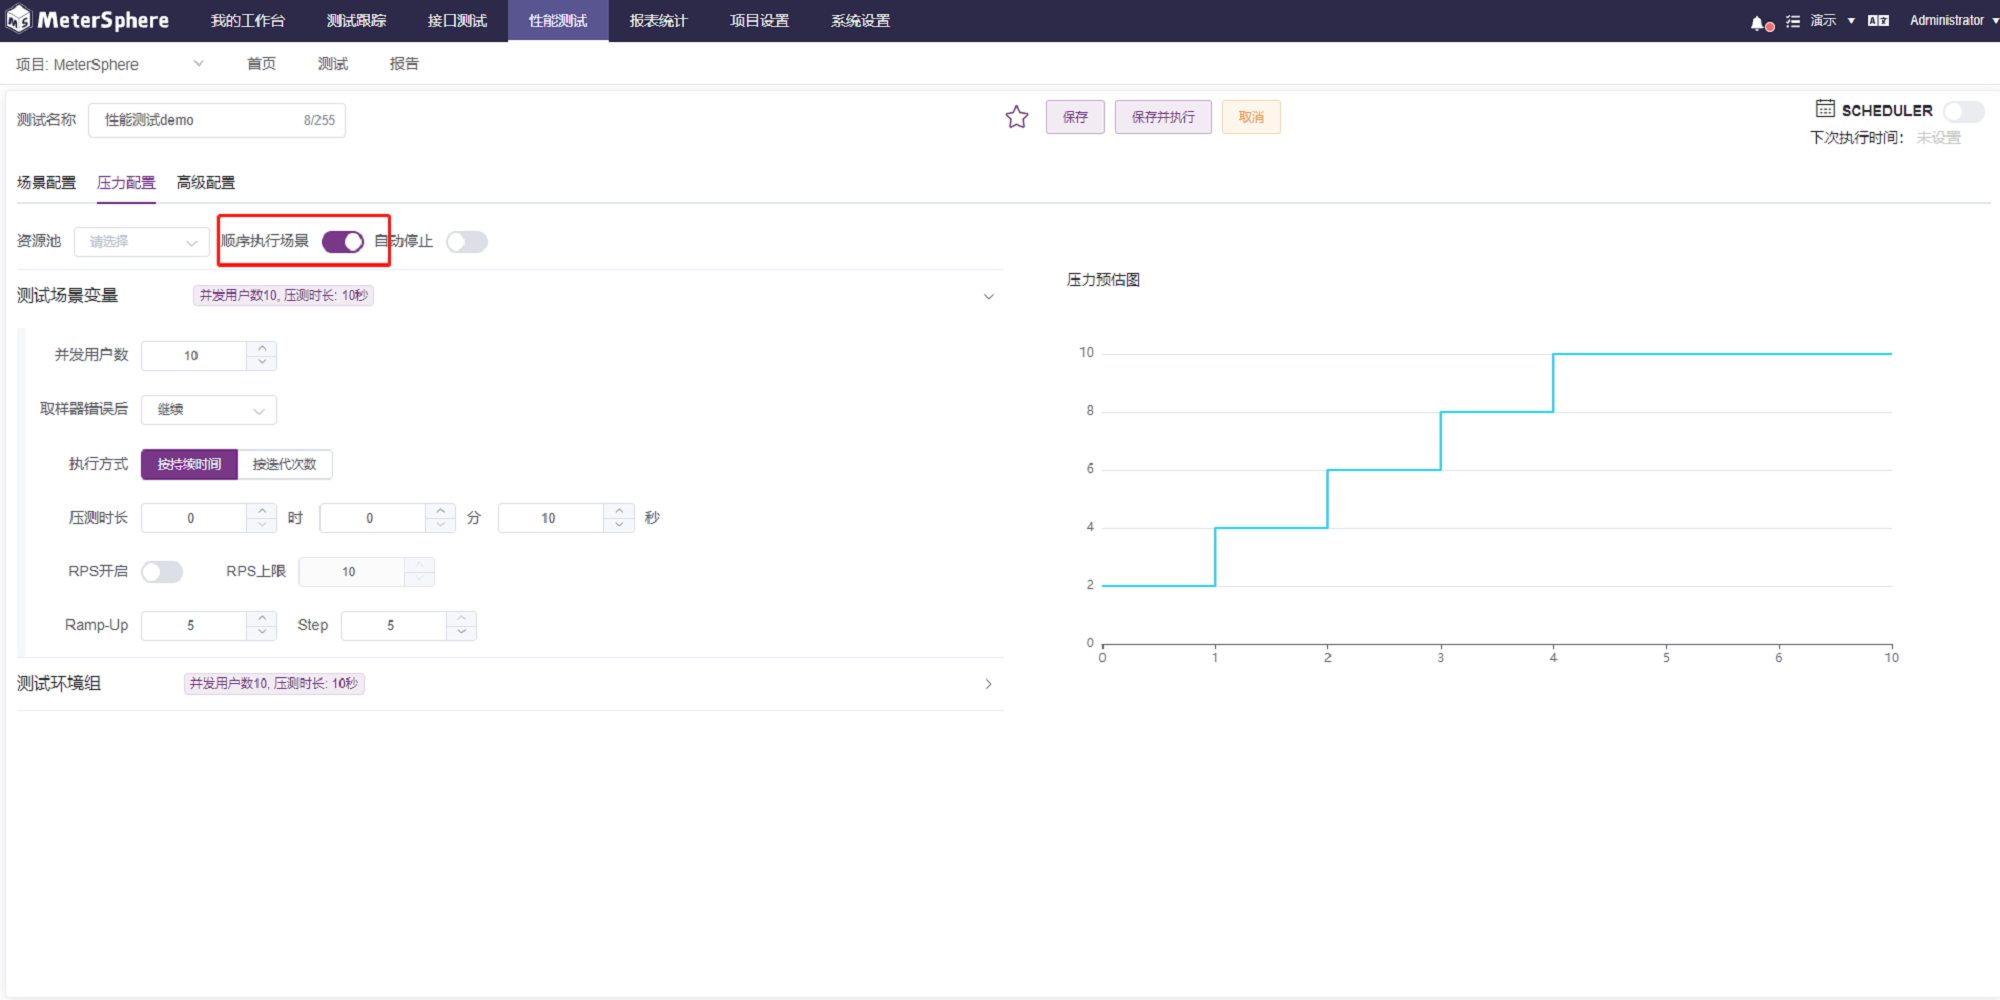 MeterSphere 我的工作台 测试跟踪 接口测试 性能测试 报表统计 项目设置 系统设置 演示 Administrator
项目: MeterSphere 首页 测试 报告
测试名称 性能测试demo 8/255 保存 保存并执行 取消 SCHEDULER
下次执行时间： 未设置
场景配置 压力配置 高级配置
资源池 请选择 顺序执行场景 自动停止
测试场景变量 并发用户数10, 压测时长: 10秒
并发用户数 10
取样器错误后 继续
执行方式 按持续时间 按迭代次数
压测时长 0 时 0 分 10 秒
RPS开启 RPS上限 10
Ramp-Up 5 Step 5
测试环境组 并发用户数10, 压测时长: 10秒
压力预估图
10
8
6
4
2
0
0 1 2 3 4 5 6 10